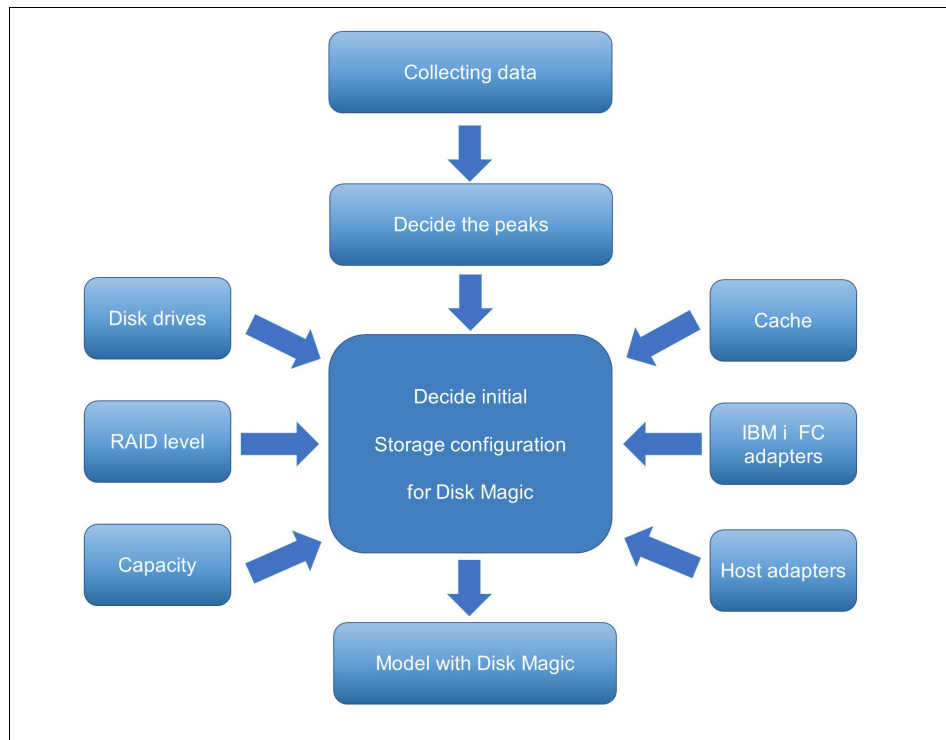 Collecting data
Decide the peaks
Disk drives
Cache
Decide initial
Storage configuration
for Disk Magic
RAID level
IBM i FC
adapters
Capacity
Host adapters
Model with Disk Magic